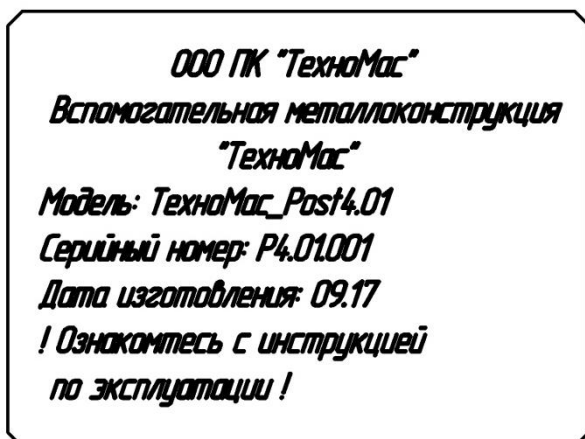 ООО ПК "ТехноМас"
Вспомогательная металлоконструкция
"ТехноМас"
Модель: ТехноМас_Post4.01
Серийный номер: P4.01.001
Дата изготовления: 09.17
! Ознакомтесь с инструкцией
по эксплуатации !